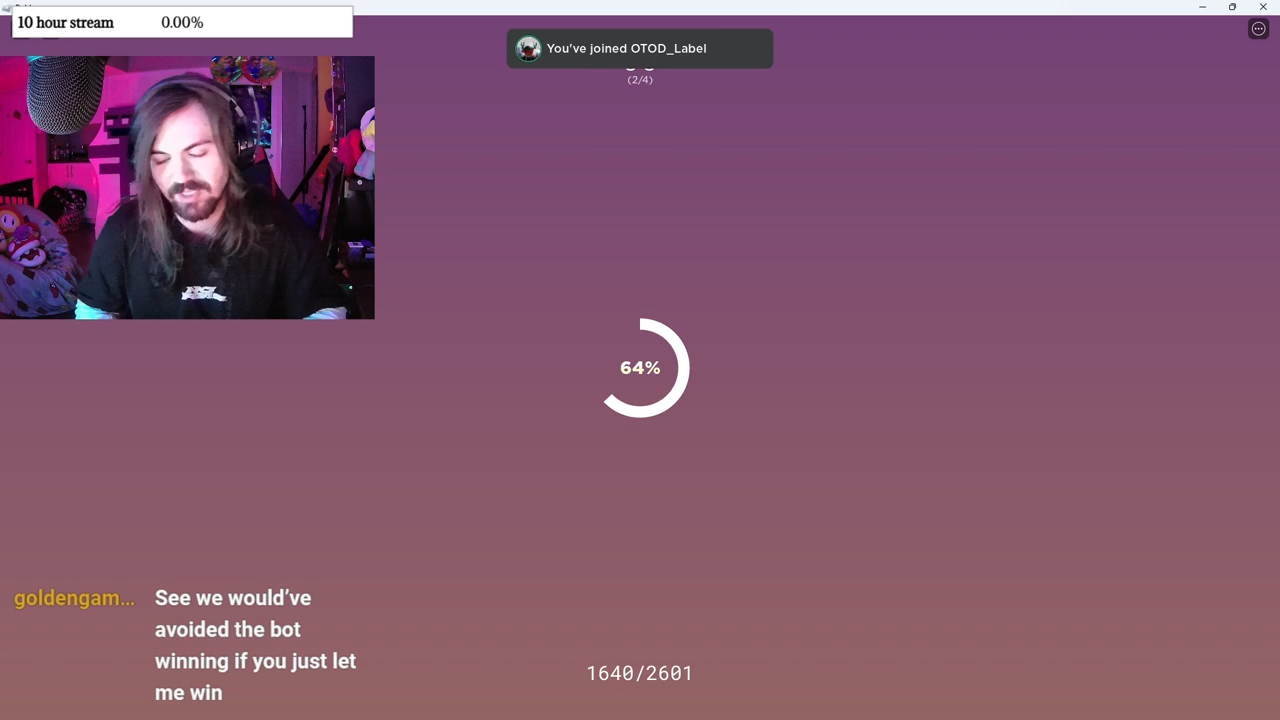 10 hour stream 0.00%
You've joined OTOD_Label
(2/4)
64%
goldengam... See we would've
avoided the bot
winning if you just let
me win
1640/2601